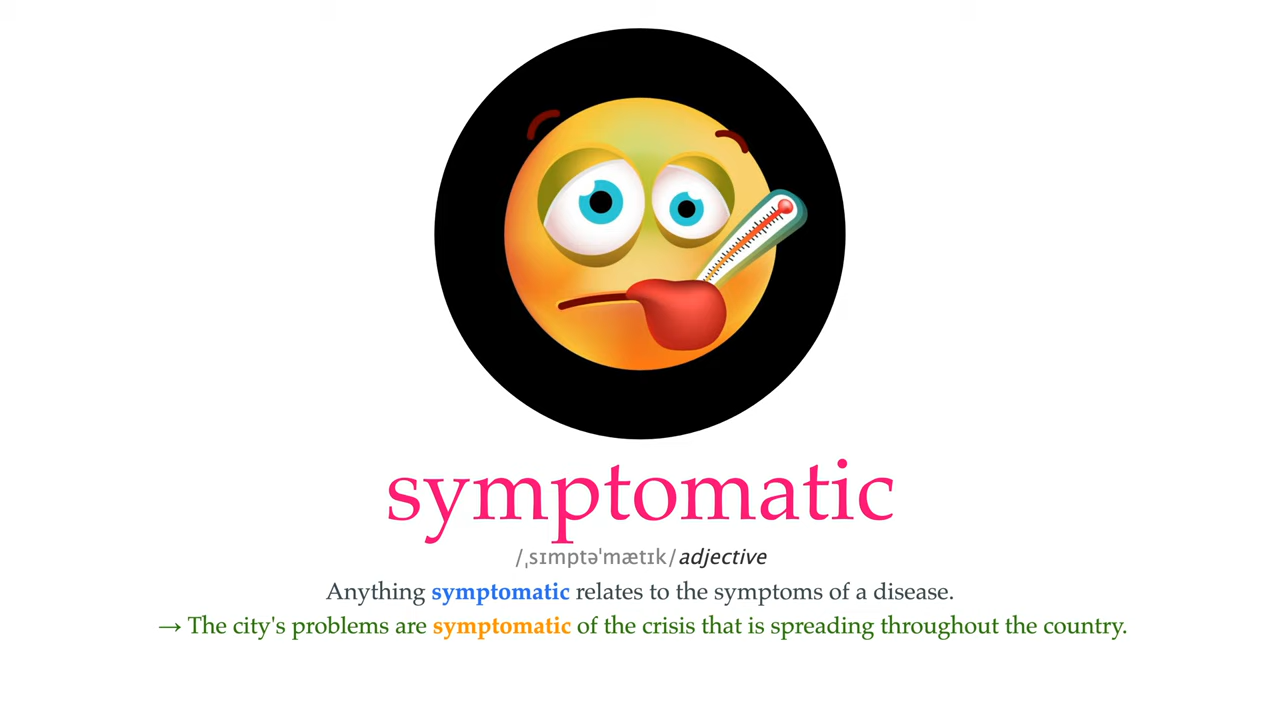 symptomatic
/ˌsɪmptəˈmætɪk/adjective
Anything symptomatic relates to the symptoms of a disease.
→ The city's problems are symptomatic of the crisis that is spreading throughout the country.